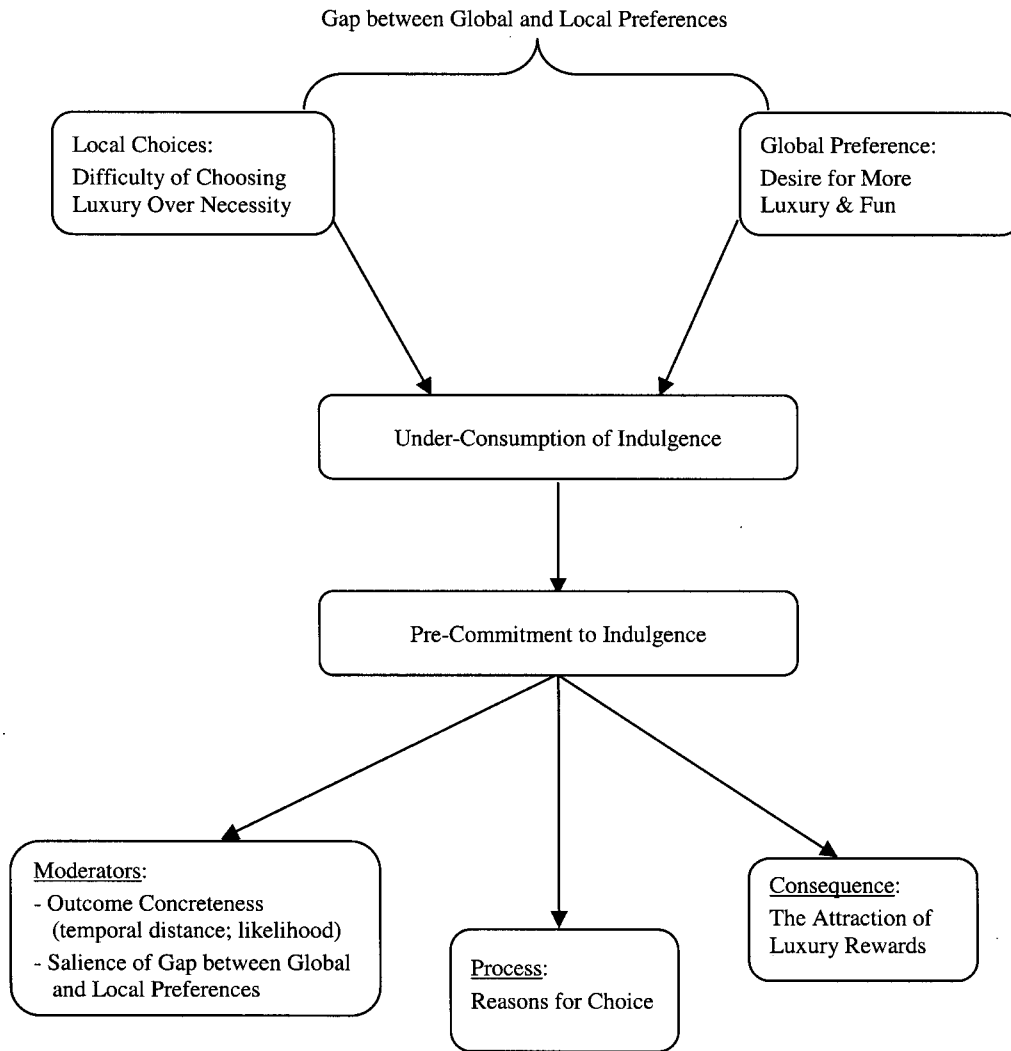 Gap between Global and Local Preferences
Local Choices:
Difficulty of Choosing
Luxury Over Necessity
Global Preference:
Desire for More
Luxury & Fun
Under-Consumption of Indulgence
Pre-Commitment to Indulgence
Moderators:
- Outcome Concreteness
(temporal distance; likelihood)
- Salience of Gap between Global
and Local Preferences
Process:
Reasons for Choice
Consequence:
The Attraction of
Luxury Rewards